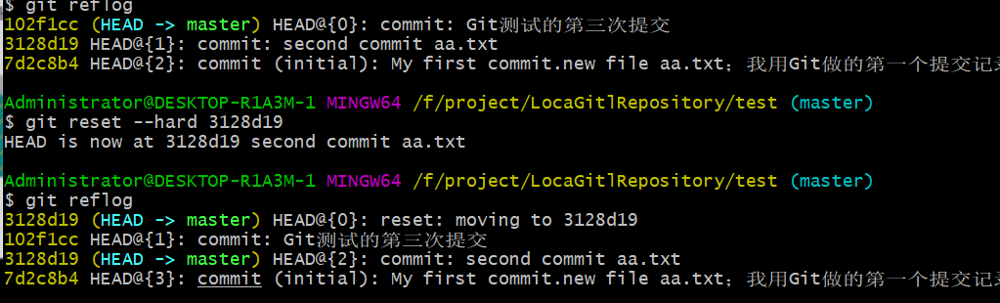 $ git reflog
102f1cc (HEAD -> master) HEAD@{0}: commit: Git测试的第三次提交
3128d19 HEAD@{1}: commit: second commit aa.txt
7d2c8b4 HEAD@{2}: commit (initial): My first commit.new file aa.txt; 我用Git做的第一个提交记录
Administrator@DESKTOP-R1A3M-1 MINGW64 /f/project/LocaGitlRepository/test (master)
$ git reset --hard 3128d19
HEAD is now at 3128d19 second commit aa.txt
Administrator@DESKTOP-R1A3M-1 MINGW64 /f/project/LocaGitlRepository/test (master)
$ git reflog
3128d19 (HEAD -> master) HEAD@{0}: reset: moving to 3128d19
102f1cc HEAD@{1}: commit: Git测试的第三次提交
3128d19 (HEAD -> master) HEAD@{2}: commit: second commit aa.txt
7d2c8b4 HEAD@{3}: commit (initial): My first commit.new file aa.txt; 我用Git做的第一个提交记录